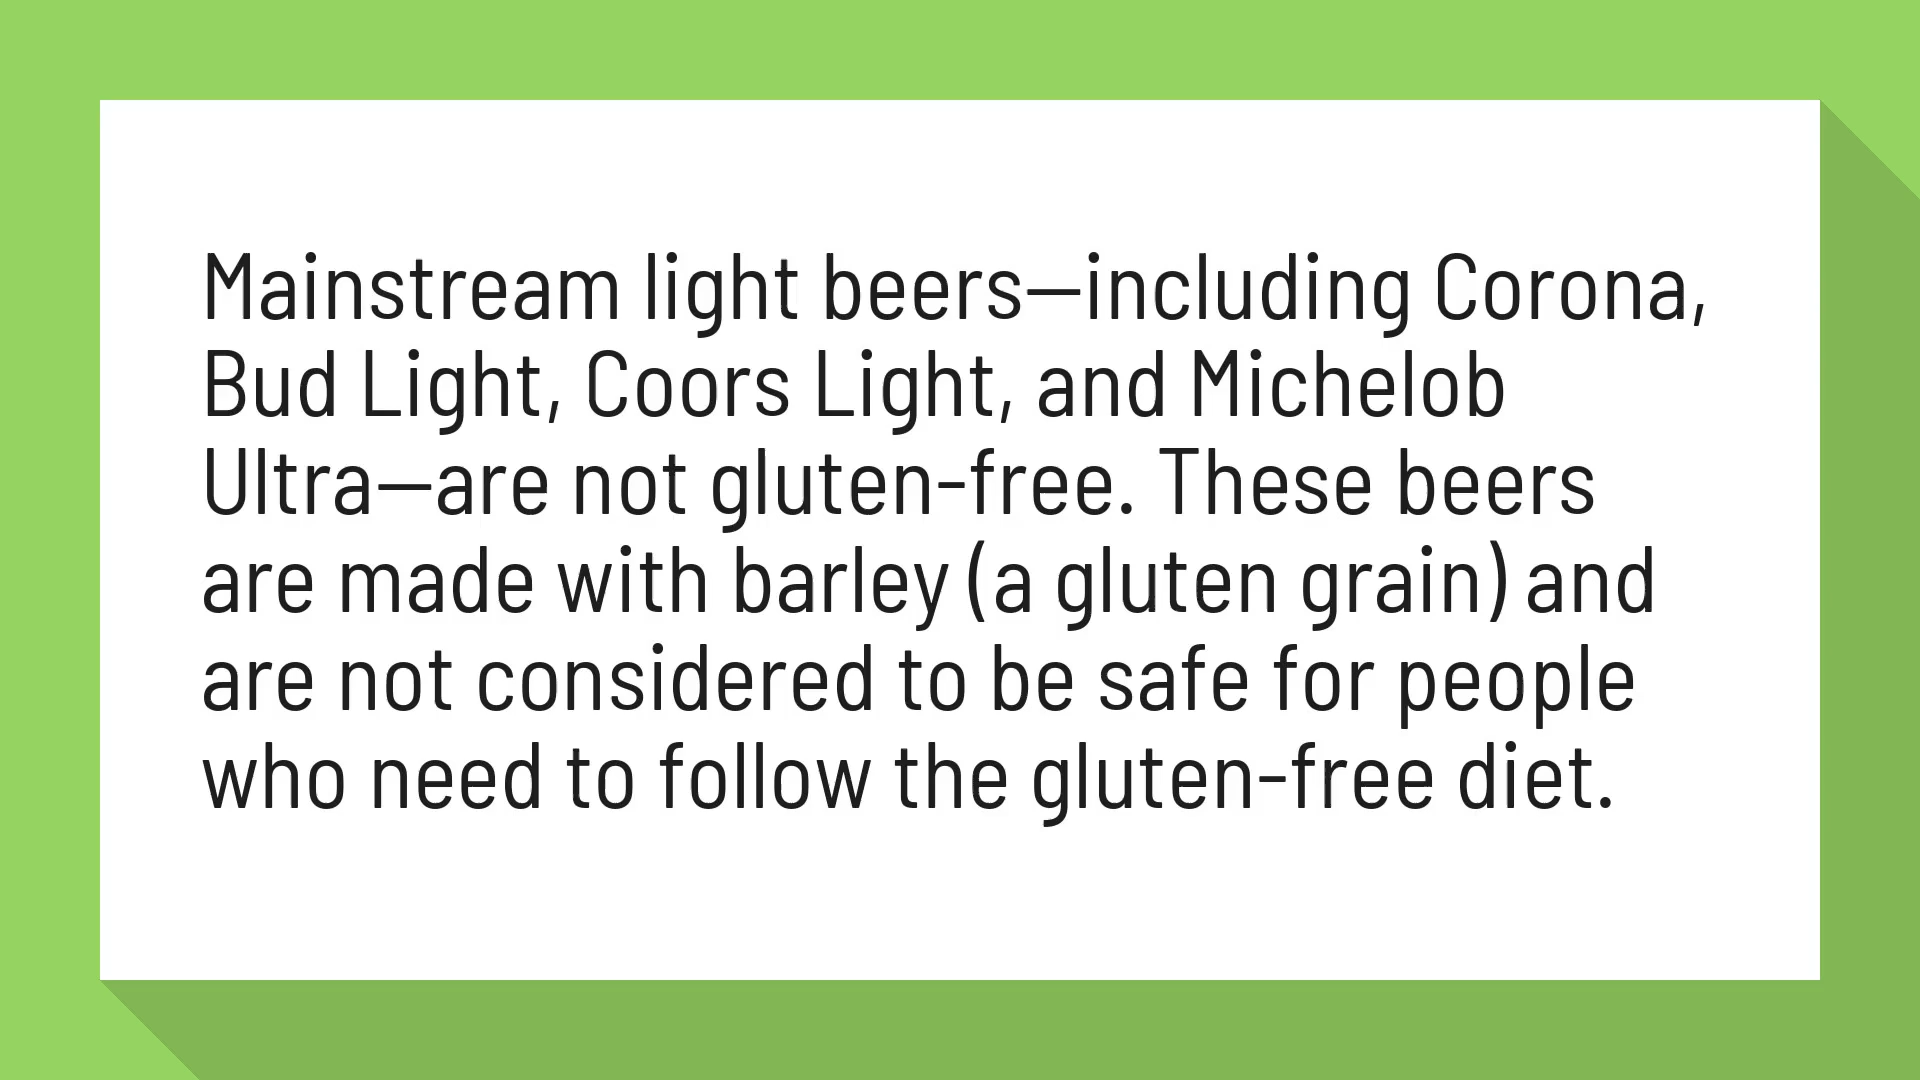 Mainstream light beers—including Corona,
Bud Light, Coors Light, and Michelob
Ultra—are not gluten-free. These beers
are made with barley (a gluten grain) and
are not considered to be safe for people
who need to follow the gluten-free diet.